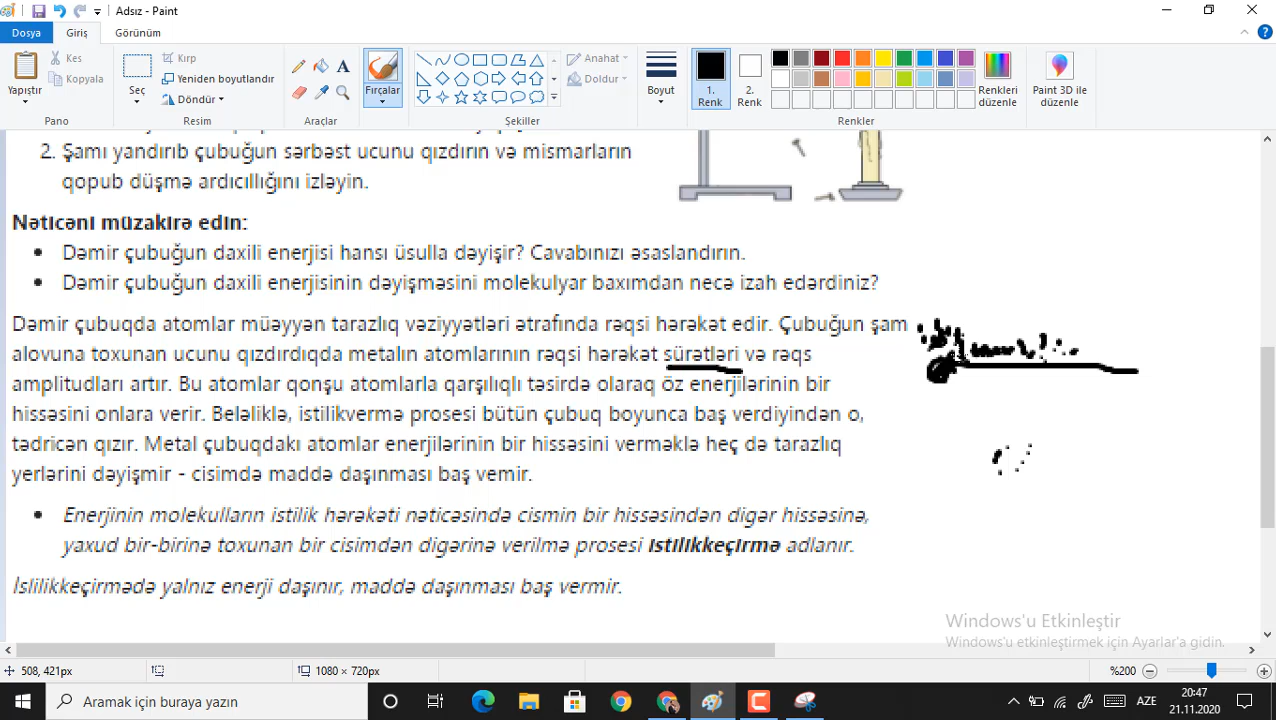 Adsız - Paint
Dosya Giriş Görünüm
Yapıştır Kes Kopyala Seç Kırp Yeniden boyutlandır Döndür Fırçalar Anahat Doldur Boyut 1. Renk 2. Renk Renkleri düzenle Paint 3D ile düzenle
Pano Resim Araçlar Şekiller Renkler
2. Şamı yandırıb çubuğun sərbəst ucunu qızdırın və mismarların
qopub düşmə ardıcıllığını izləyin.
Nəticəni müzakirə edin:
• Dəmir çubuğun daxili enerjisi hansı üsulla dəyişir? Cavabınızı əsaslandırın.
• Dəmir çubuğun daxili enerjisinin dəyişməsini molekulyar baxımdan necə izah edərdiniz?
Dəmir çubuqda atomlar müəyyən tarazlıq vəziyyətləri ətrafında rəqsi hərəkət edir. Çubuğun şam
alovuna toxunan ucunu qızdırdıqda metalın atomlarının rəqsi hərəkət sürətləri və rəqs
amplitudları artır. Bu atomlar qonşu atomlarla qarşılıqlı təsirdə olaraq öz enerjilərinin bir
hissəsini onlara verir. Beləliklə, istilikvermə prosesi bütün çubuq boyunca baş verdiyindən o,
tədricən qızır. Metal çubuqdakı atomlar enerjilərinin bir hissəsini verməklə heç də tarazlıq
yerlərini dəyişmir - cisimdə maddə daşınması baş vemir.
• Enerjinin molekulların istilik hərəkəti nəticəsində cismin bir hissəsindən digər hissəsinə,
yaxud bir-birinə toxunan bir cisimdən digərinə verilmə prosesi istilikkeçirmə adlanır.
İslilikkeçirmədə yalnız enerji daşınır, maddə daşınması baş vermir.
Windows'u Etkinleştir
Windows'u etkinleştirmek için Ayarlar'a gidin.
508, 421px 1080 × 720px %200
Aramak için buraya yazın AZE 20:47
21.11.2020